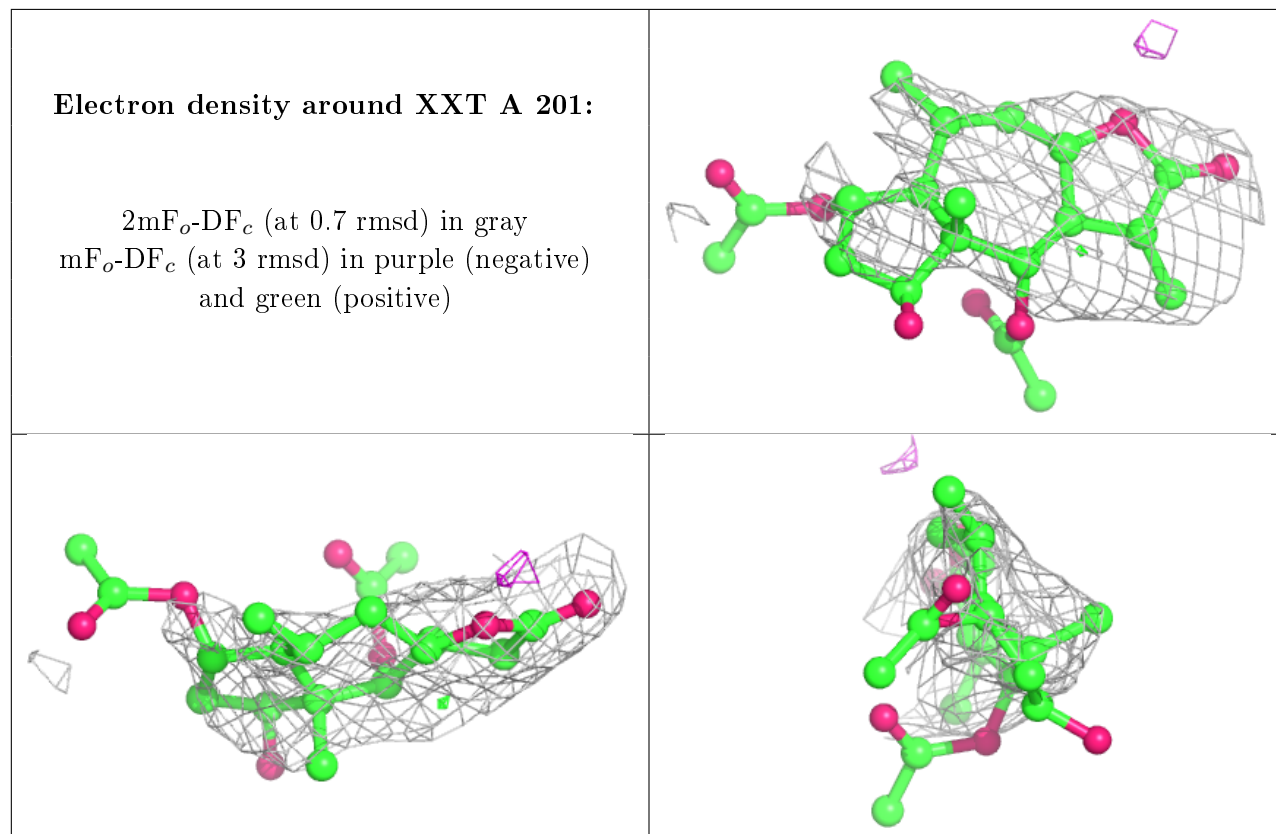 Electron density around XXT A 201:
2mFo-DFc (at 0.7 rmsd) in gray
mFo-DFc (at 3 rmsd) in purple (negative)
and green (positive)